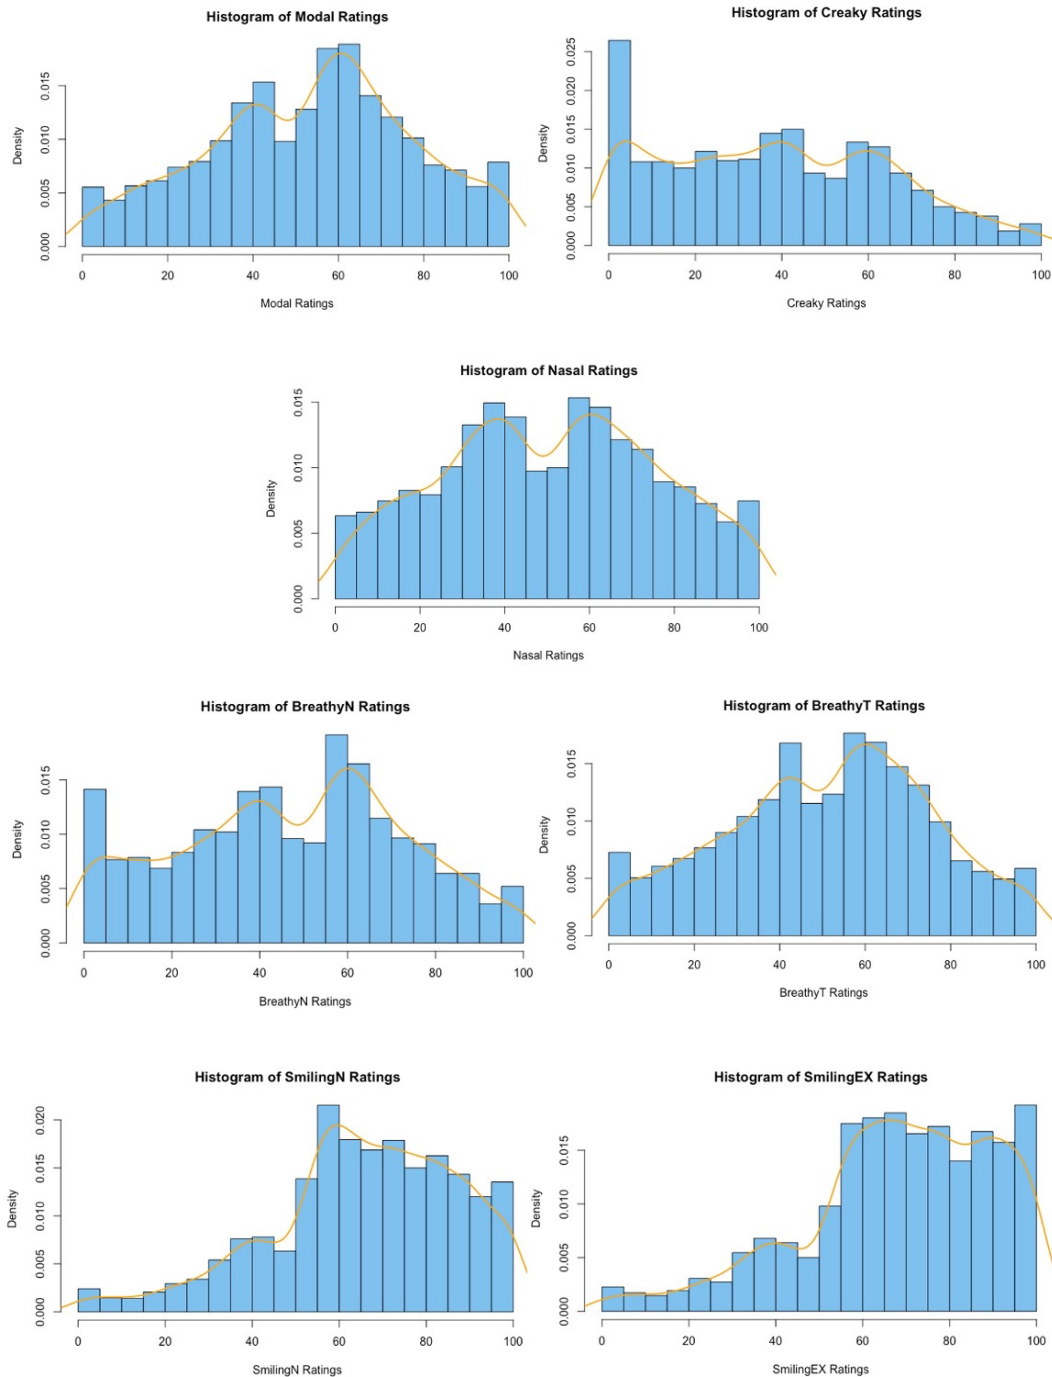 Histogram of Modal Ratings
Density
0.000 0.005 0.010 0.015
0 20 40 60 80 100
Modal Ratings
Histogram of Creaky Ratings
Density
0.000 0.005 0.010 0.015 0.020 0.025
0 20 40 60 80 100
Creaky Ratings
Histogram of Nasal Ratings
Density
0.000 0.005 0.010 0.015
0 20 40 60 80 100
Nasal Ratings
Histogram of BreathyN Ratings
Density
0.000 0.005 0.010 0.015
0 20 40 60 80 100
BreathyN Ratings
Histogram of BreathyT Ratings
Density
0.000 0.005 0.010 0.015
0 20 40 60 80 100
BreathyT Ratings
Histogram of SmilingN Ratings
Density
0.000 0.005 0.010 0.015 0.020
0 20 40 60 80 100
SmilingN Ratings
Histogram of SmilingEX Ratings
Density
0.000 0.005 0.010 0.015
0 20 40 60 80 100
SmilingEX Ratings